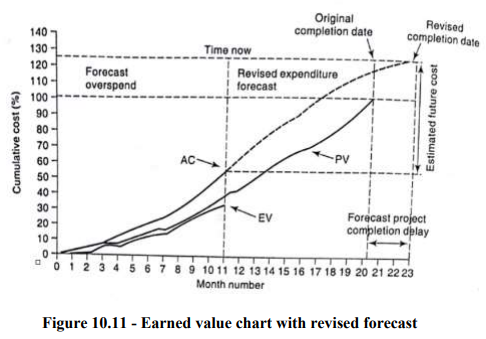 Original
completion date
Revised
completion date
Time now
Forecast
overspend
Revised expenditure
forecast
Estimated future cost
AC
PV
EV
Forecast project
completion delay
Cumulative cost (%)
140
130
120
110
100
90
80
70
60
50
40
30
20
10
0
0 1 2 3 4 5 6 7 8 9 10 11 12 13 14 15 16 17 18 19 20 21 22 23
Month number
Figure 10.11 - Earned value chart with revised forecast